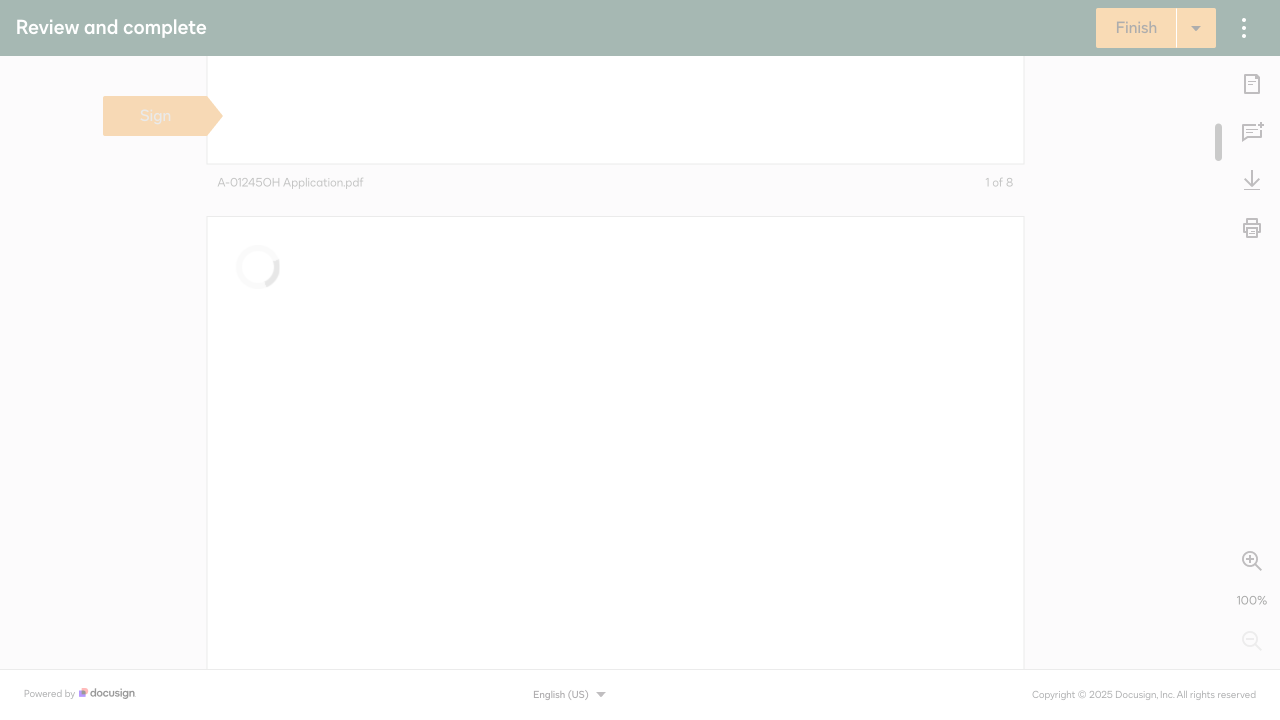 Review and complete
Finish
Sign
A-01245OH Application.pdf
1 of 8
100%
Powered by docusign
English (US)
Copyright © 2025 Docusign, Inc. All rights reserved